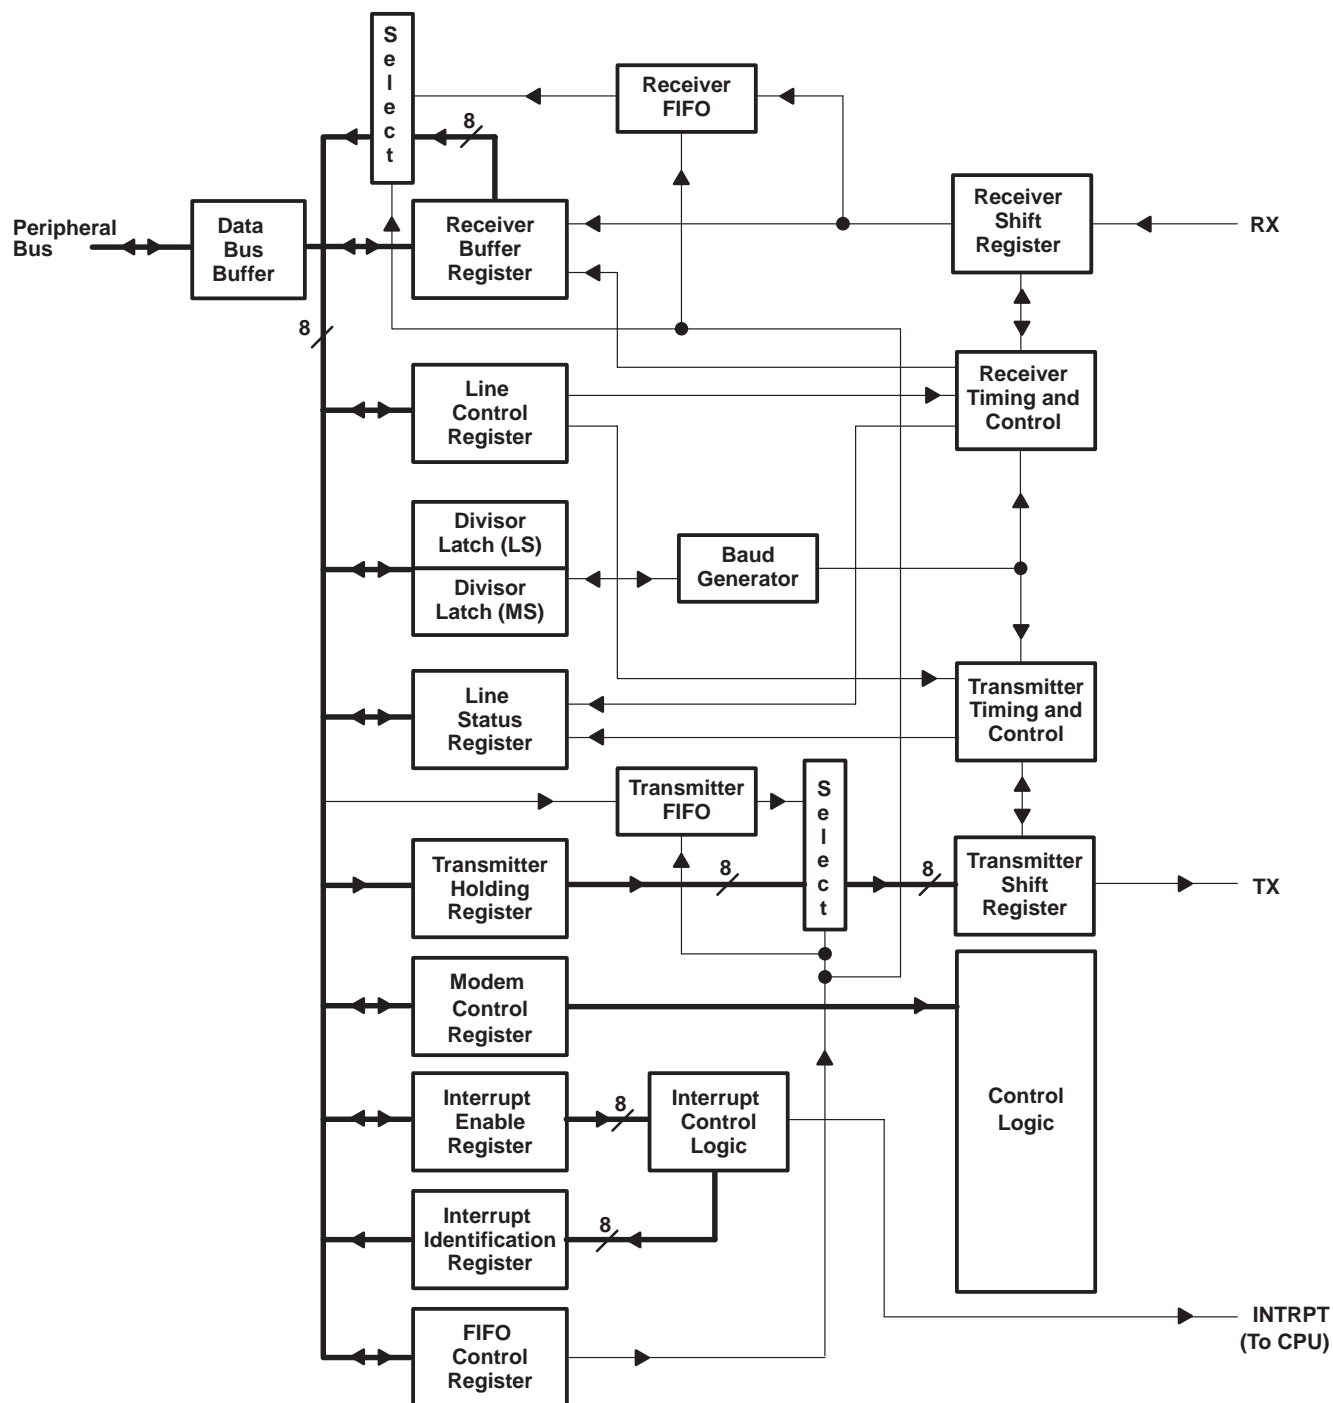 S
e
l
e
c
t
Receiver
FIFO
8
Peripheral
Bus
Data
Bus
Buffer
Receiver
Buffer
Register
Receiver
Shift
Register
RX
8
Line
Control
Register
Receiver
Timing and
Control
Divisor
Latch (LS)
Divisor
Latch (MS)
Baud
Generator
Line
Status
Register
Transmitter
Timing and
Control
Transmitter
FIFO
S
e
l
e
c
t
Transmitter
Holding
Register
8
8
Transmitter
Shift
Register
TX
Modem
Control
Register
Control
Logic
Interrupt
Enable
Register
8
Interrupt
Control
Logic
Interrupt
Identification
Register
8
FIFO
Control
Register
INTRPT
(To CPU)